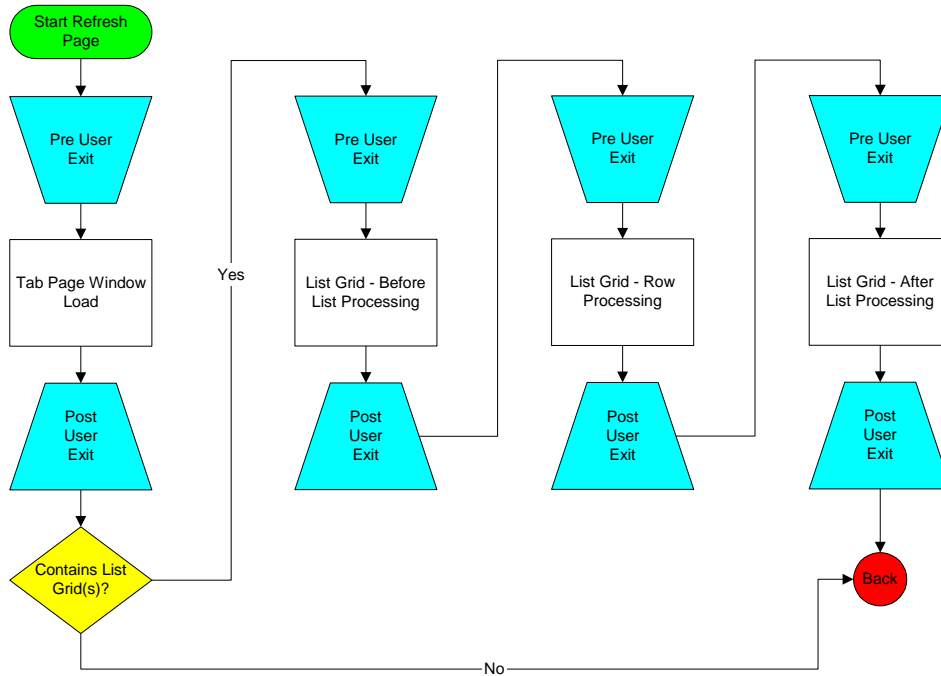 Start Refresh
Page
Pre User
Exit
Tab Page Window
Load
Post
User
Exit
Contains List
Grid(s)?
Yes
No
Pre User
Exit
List Grid - Before
List Processing
Post
User
Exit
Pre User
Exit
List Grid - Row
Processing
Post
User
Exit
Pre User
Exit
List Grid - After
List Processing
Post
User
Exit
Back